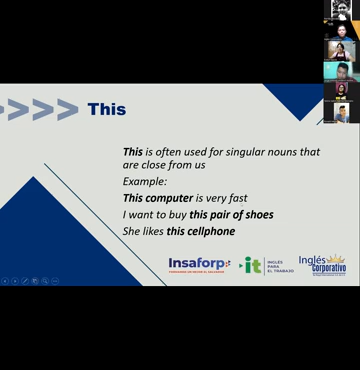 This
This is often used for singular nouns that
are close from us
Example:
This computer is very fast
I want to buy this pair of shoes
She likes this cellphone
Insaforp
it
INGLÉS
PARA
EL TRABAJO
Inglés
Corporativo